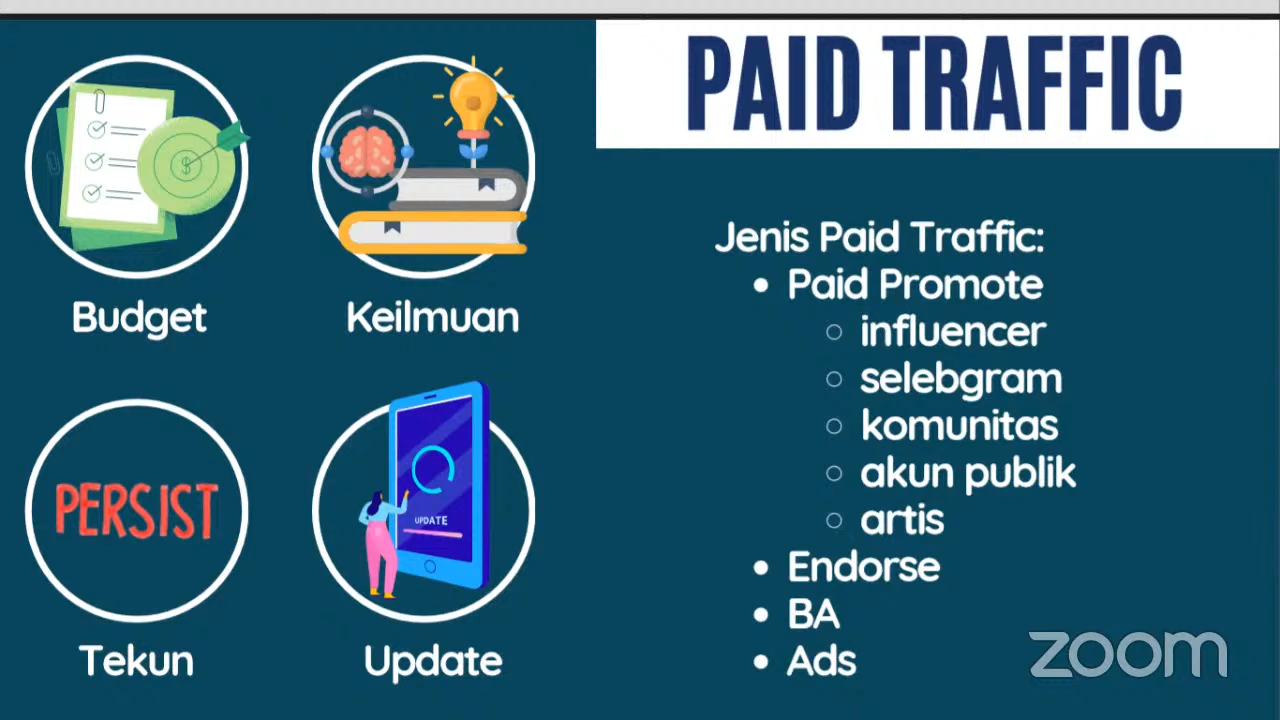 PAID TRAFFIC
Budget
Keilmuan
PERSIST
Tekun
UPDATE
Update
Jenis Paid Traffic:
• Paid Promote
○ influencer
○ selebgram
○ komunitas
○ akun publik
○ artis
• Endorse
• BA
• Ads
zoom